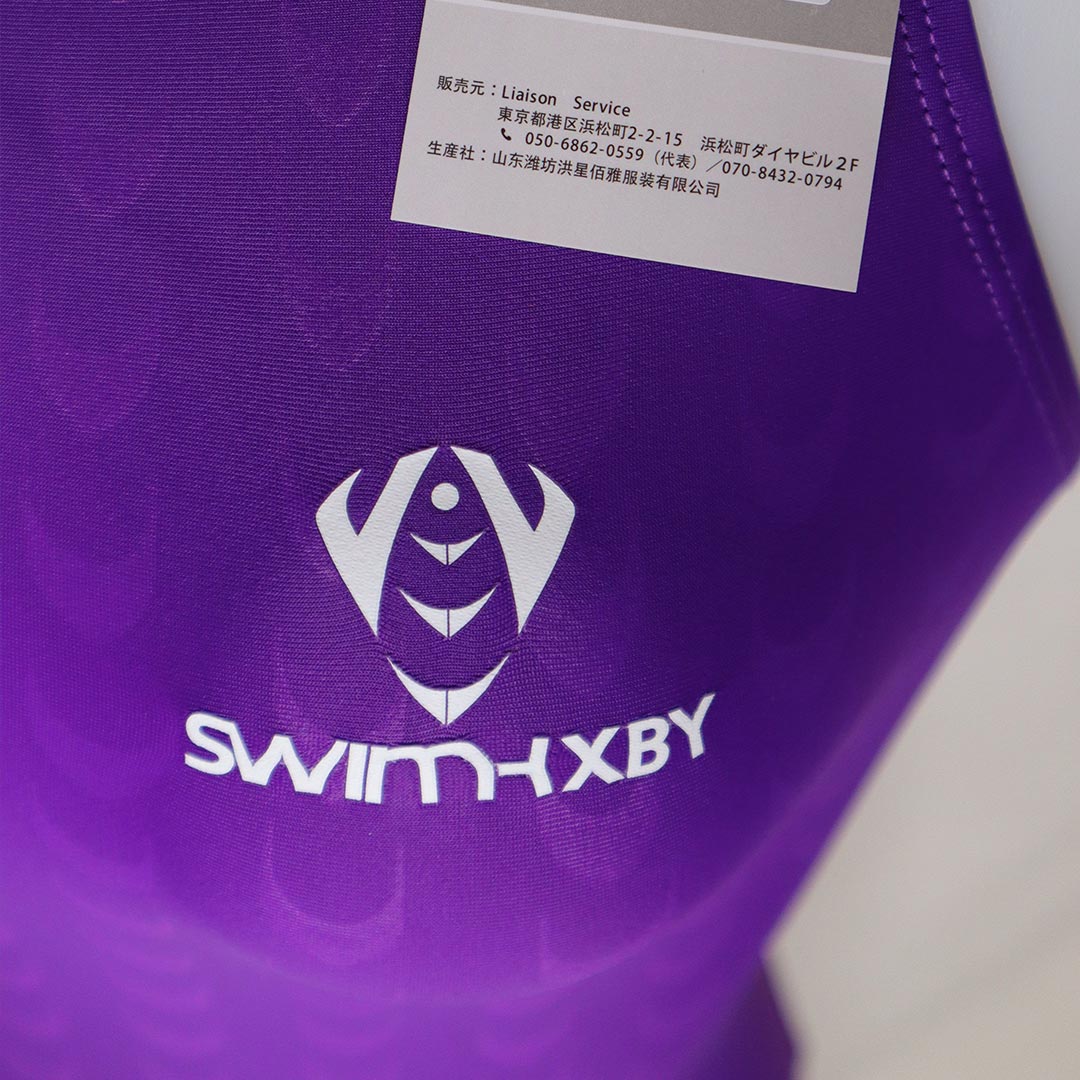 販売元：Liaison Service
東京都港区浜松町2-2-15 浜松町ダイヤビル2F
050-6862-0559（代表）／070-8432-0794
生産社：山东潍坊洪星佰雅服装有限公司
SWIM-XBY